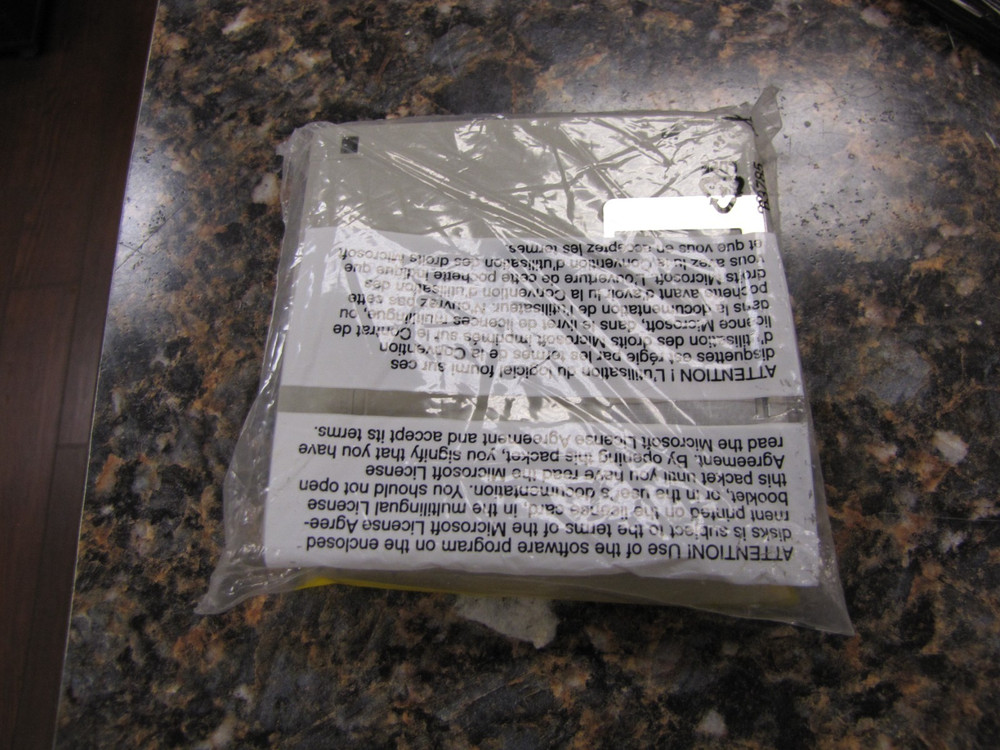 ATTENTION! Use of the software program on the enclosed
disks is subject to the terms of the Microsoft License Agree-
ment printed on the license card, in the multilingual License
booklet, or in the user's documentation. You should not open
this packet until you have read the Microsoft License
Agreement. By opening this packet, you signify that you have
read the Microsoft License Agreement and accept its terms.
ATTENTION ! L'utilisation du logiciel fourni sur ces
disquettes est régie par les termes de la Convention
d'utilisation des droits Microsoft imprimés sur le Contrat de
licence Microsoft, dans le livret de licences multilingue, ou
dans la documentation de l'utilisateur. N'ouvrez pas cette
pochette avant d'avoir lu la Convention d'utilisation des
droits Microsoft. L'ouverture de cette pochette indique que
vous avez lu la Convention d'utilisation des droits Microsoft
et que vous en acceptez les termes.